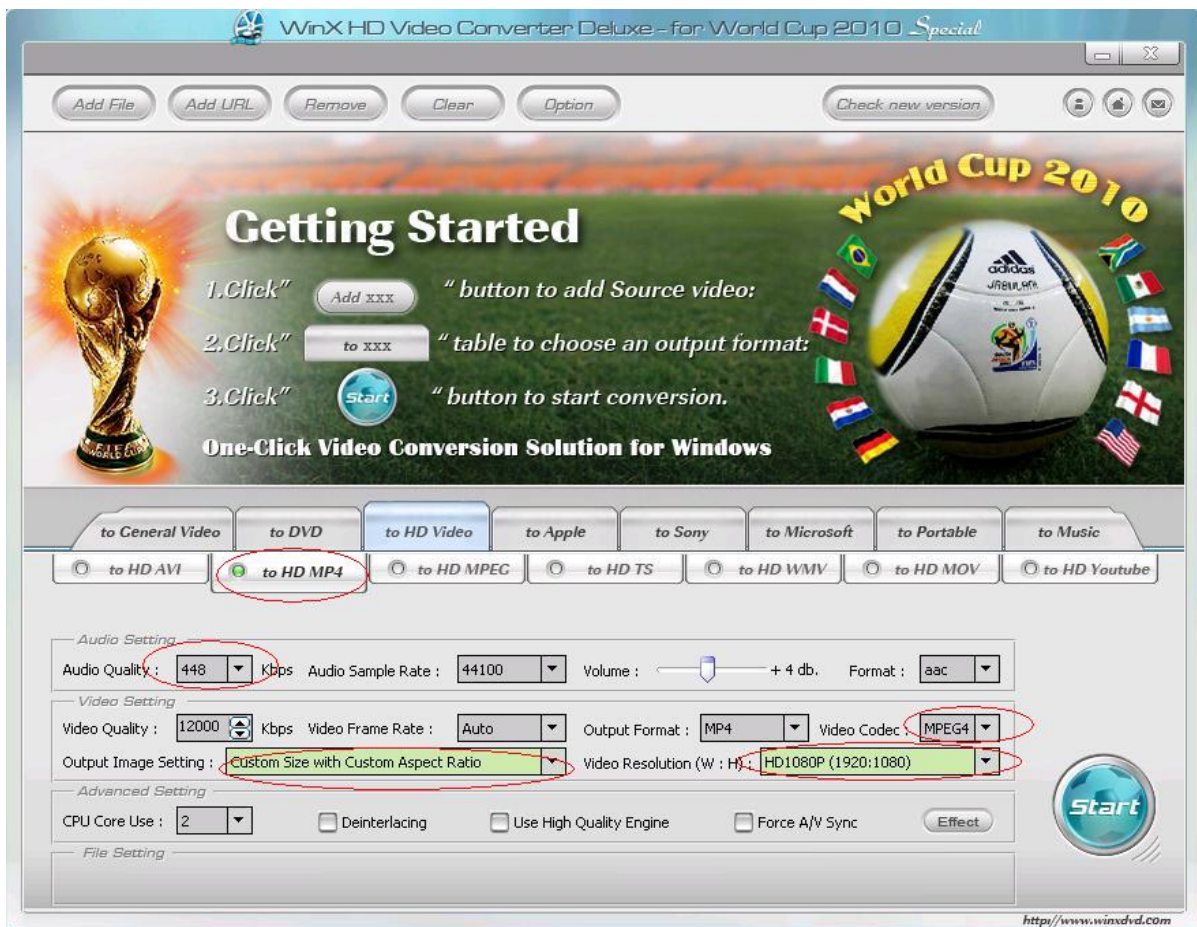 WinX HD Video Converter Deluxe - for World Cup 2010 Special
Add File Add URL Remove Clear Option Check new version
World Cup 2010
Getting Started
1.Click" Add xxx " button to add Source video:
2.Click" to xxx " table to choose an output format:
3.Click" Start " button to start conversion.
One-Click Video Conversion Solution for Windows
adidas
JABULANI
FIFA
WORLD CUP
to General Video to DVD to HD Video to Apple to Sony to Microsoft to Portable to Music
to HD AVI to HD MP4 to HD MPEG to HD TS to HD WMV to HD MOV to HD Youtube
Audio Setting
Audio Quality : 448 Kbps Audio Sample Rate : 44100 Volume : + 4 db. Format : aac
Video Setting
Video Quality : 12000 Kbps Video Frame Rate : Auto Output Format : MP4 Video Codec : MPEG4
Output Image Setting : Custom Size with Custom Aspect Ratio Video Resolution (W : H) : HD1080P (1920:1080)
Advanced Setting
CPU Core Use : 2 Deinterlacing Use High Quality Engine Force A/V Sync Effect
Start
File Setting
http://www.winxdvd.com